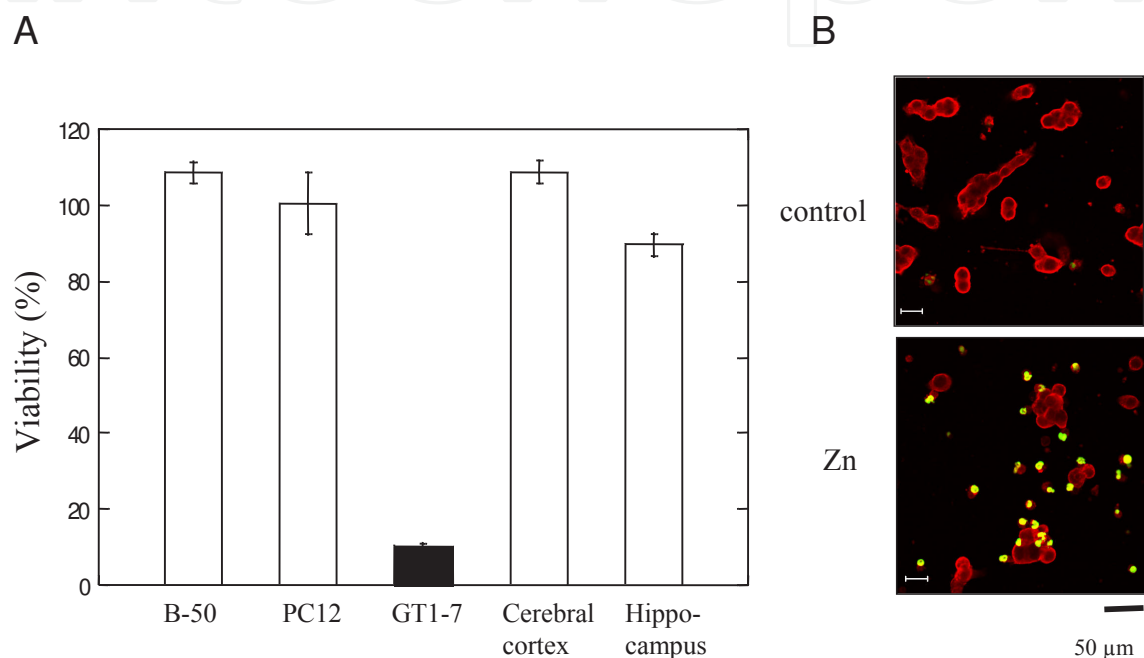 A
B
120
100
80
60
40
20
0
Viability (%)
B-50
PC12
GT1-7
Cerebral
cortex
Hippo-
campus
control
Zn
50 µm